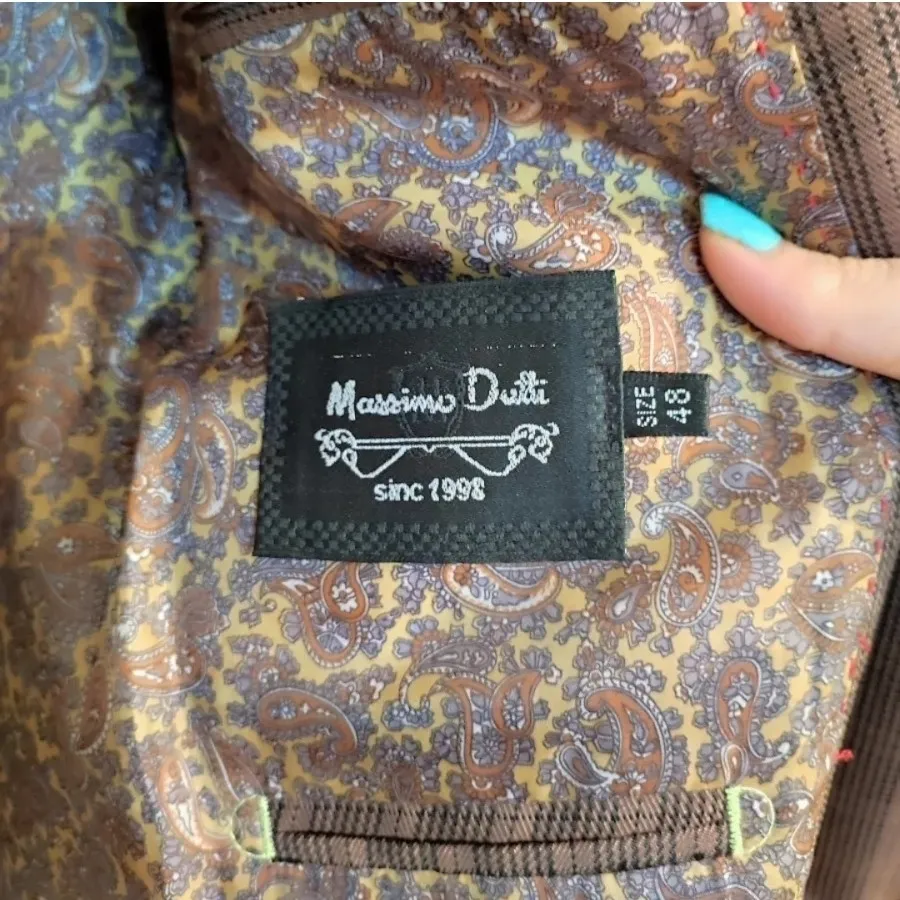 Massimo Dutti
sinc 1998
SIZE
48